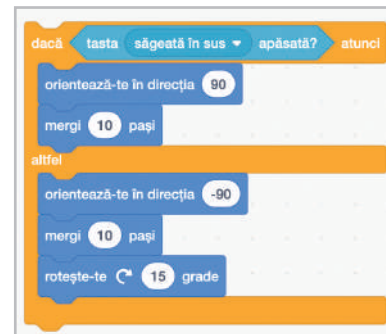 dacă tasta săgeată în sus apăsată? atunci
orientează-te în direcția 90
mergi 10 pași
altfel
orientează-te în direcția -90
mergi 10 pași
rotește-te 15 grade